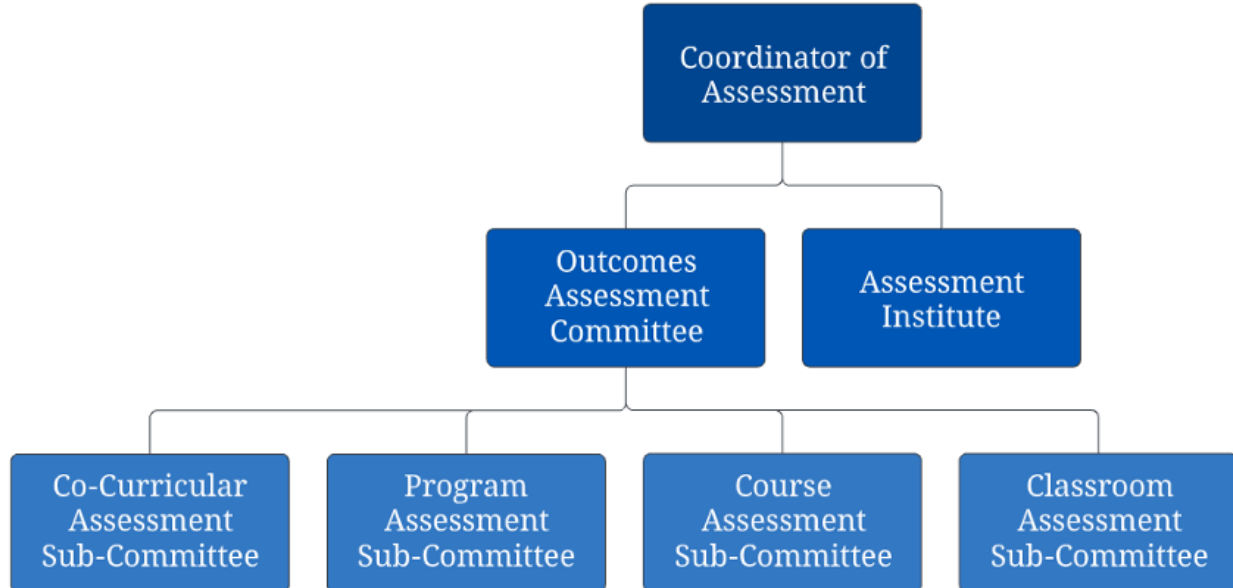 Coordinator of
Assessment
Outcomes
Assessment
Committee
Assessment
Institute
Co-Curricular
Assessment
Sub-Committee
Program
Assessment
Sub-Committee
Course
Assessment
Sub-Committee
Classroom
Assessment
Sub-Committee